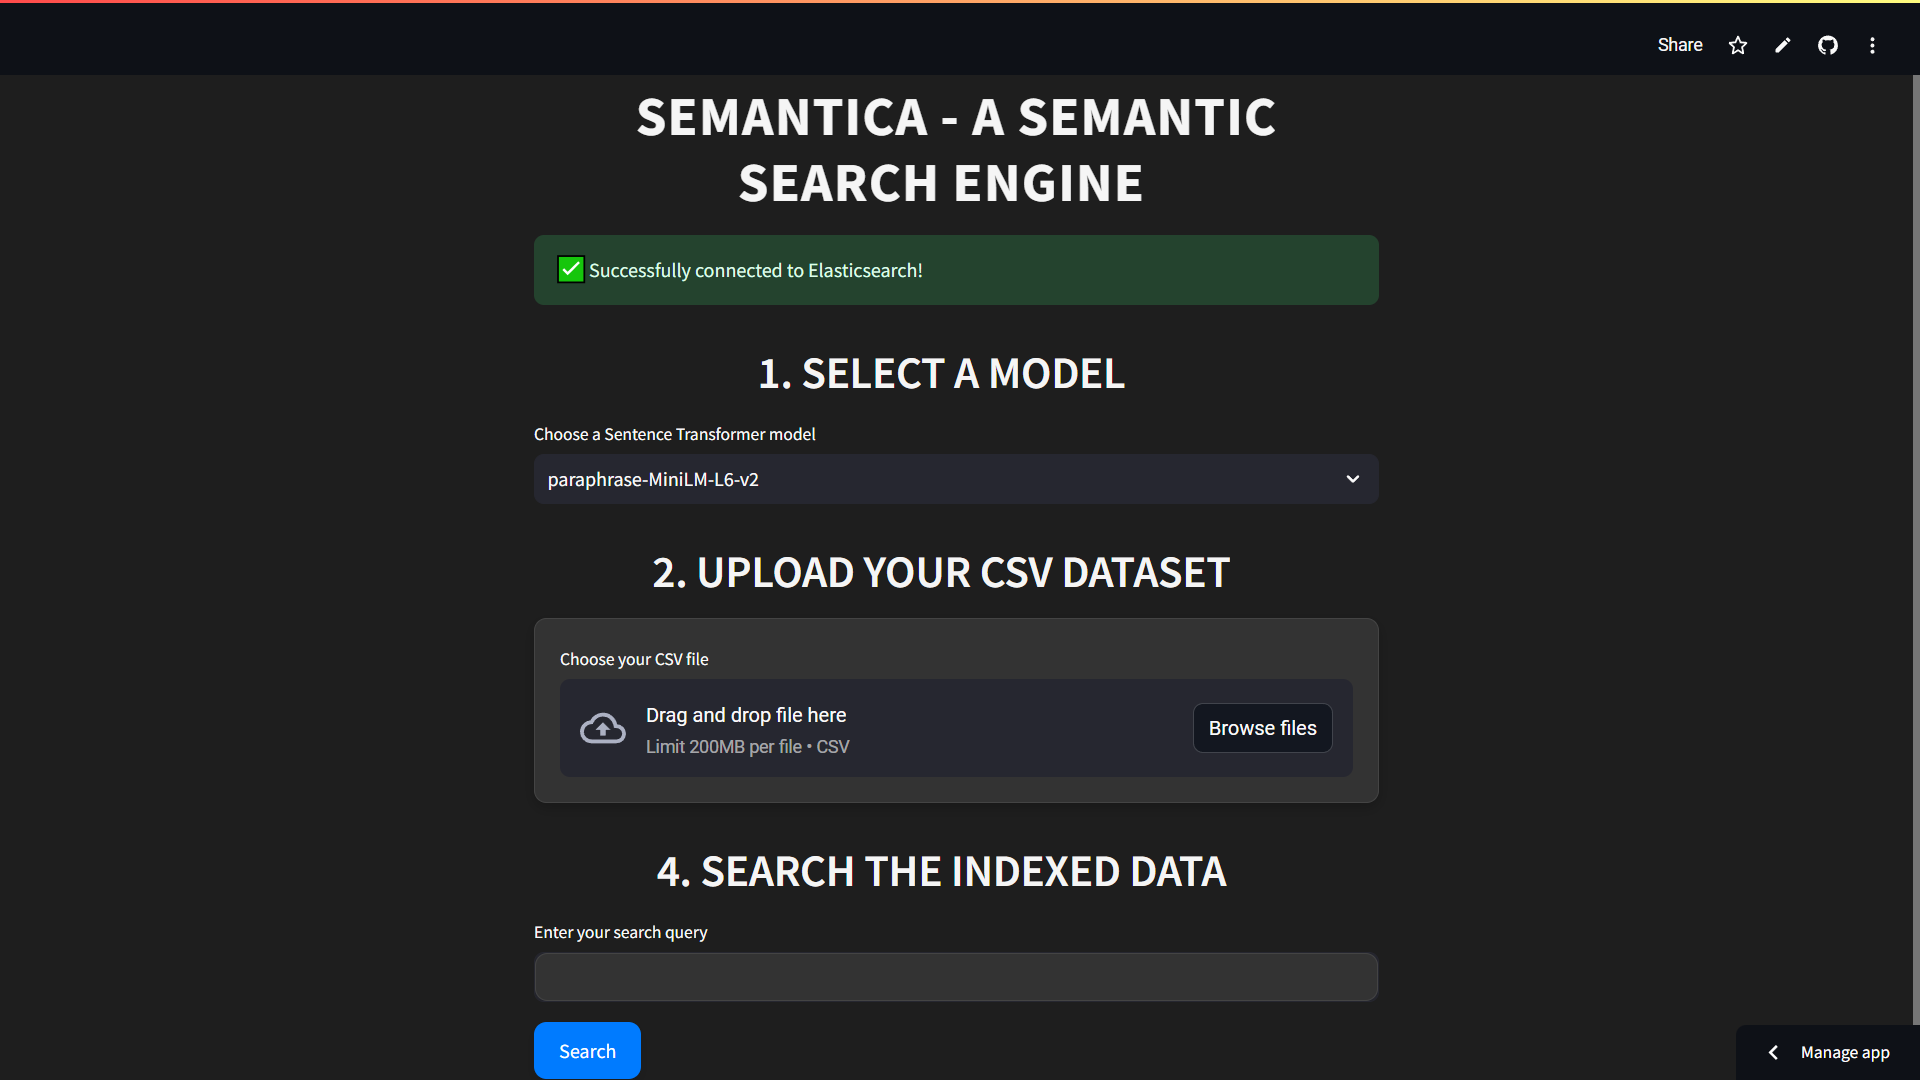 Share
SEMANTICA - A SEMANTIC
SEARCH ENGINE
Successfully connected to Elasticsearch!
1. SELECT A MODEL
Choose a Sentence Transformer model
paraphrase-MiniLM-L6-v2
2. UPLOAD YOUR CSV DATASET
Choose your CSV file
Drag and drop file here
Limit 200MB per file • CSV
Browse files
4. SEARCH THE INDEXED DATA
Enter your search query
Search
Manage app